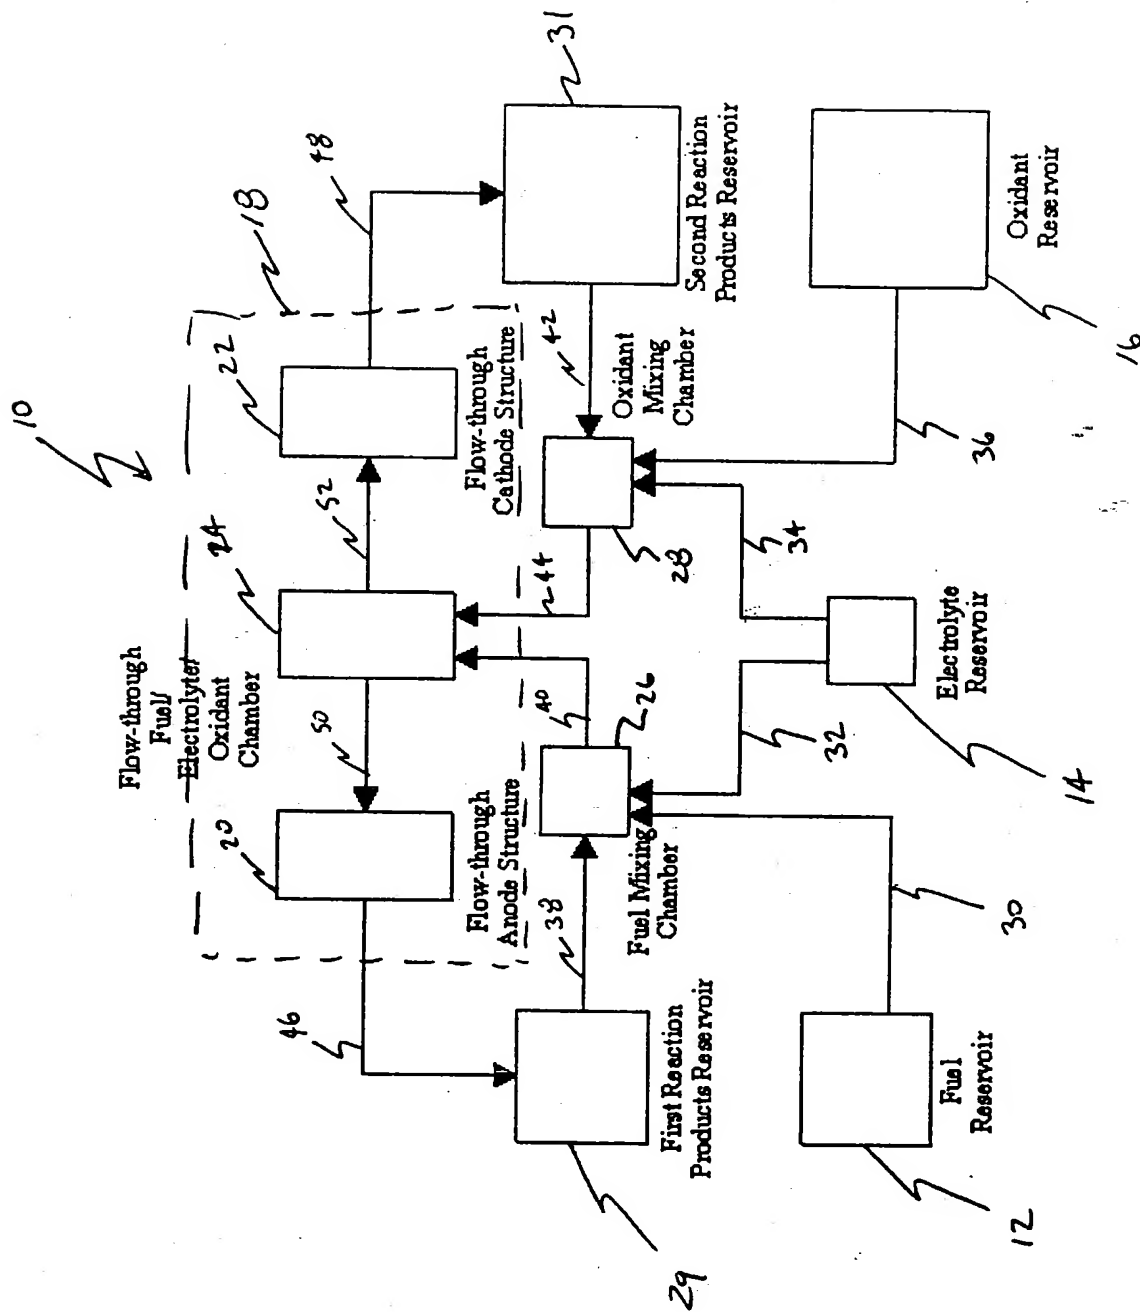 10
18
Flow-through
Fuel/
Electrolyte/
Oxidant
Chamber
20
24
22
50
52
46
48
Flow-through
Anode Structure
Flow-through
Cathode Structure
40
44
29
First Reaction
Products Reservoir
38
26
Fuel Mixing
Chamber
28
Oxidant
Mixing
Chamber
42
31
Second Reaction
Products Reservoir
30
32
34
36
12
Fuel
Reservoir
14
Electrolyte
Reservoir
16
Oxidant
Reservoir